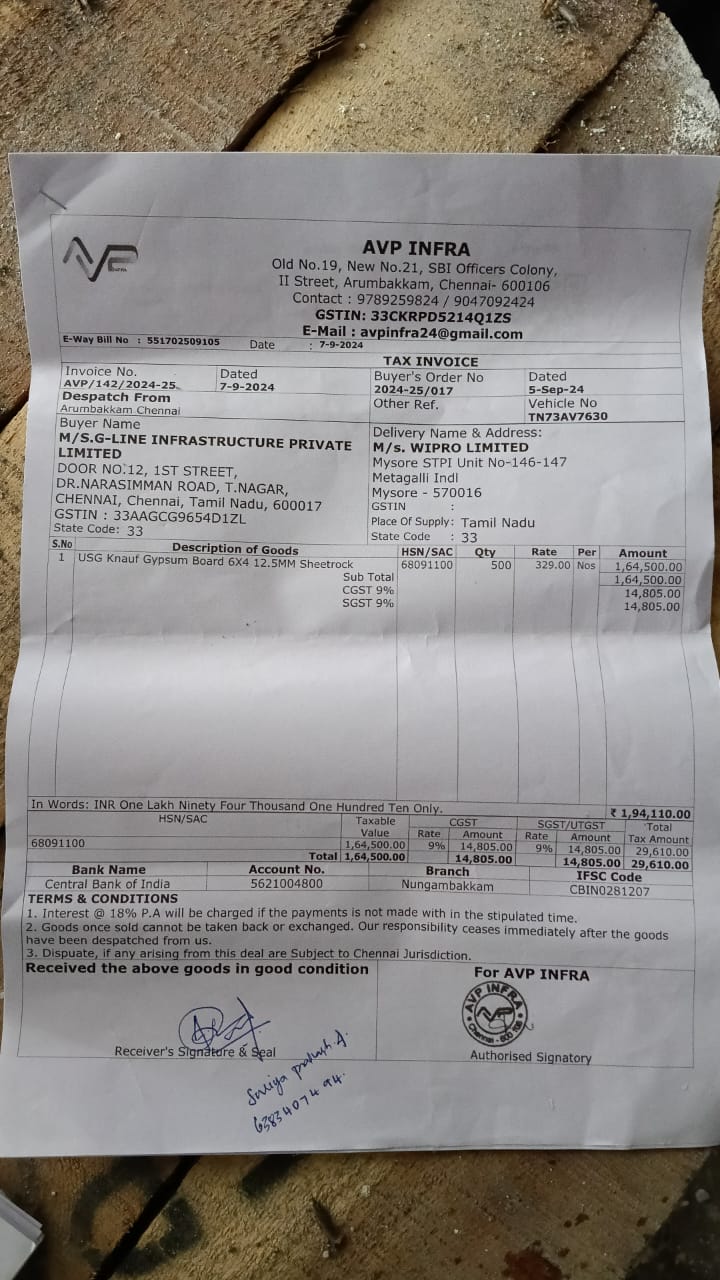 AVP
INFRA
AVP INFRA
Old No.19, New No.21, SBI Officers Colony,
II Street, Arumbakkam, Chennai- 600106
Contact : 9789259824 / 9047092424
GSTIN: 33CKRPD5214Q1ZS
E-Mail : avpinfra24@gmail.com
E-Way Bill No : 551702509105 Date : 7-9-2024
TAX INVOICE
Invoice No. Dated Buyer's Order No Dated
AVP/142/2024-25 7-9-2024 2024-25/017 5-Sep-24
Despatch From Other Ref. Vehicle No
Arumbakkam Chennai TN73AV7630
Buyer Name
M/S.G-LINE INFRASTRUCTURE PRIVATE
LIMITED
DOOR NO.12, 1ST STREET,
DR.NARASIMMAN ROAD, T.NAGAR,
CHENNAI, Chennai, Tamil Nadu, 600017
GSTIN : 33AAGCG9654D1ZL
State Code: 33
Delivery Name & Address:
M/s. WIPRO LIMITED
Mysore STPI Unit No-146-147
Metagalli Indl
Mysore - 570016
GSTIN :
Place Of Supply: Tamil Nadu
State Code : 33
S.No Description of Goods HSN/SAC Qty Rate Per Amount
1 USG Knauf Gypsum Board 6X4 12.5MM Sheetrock 68091100 500 329.00 Nos 1,64,500.00
Sub Total 1,64,500.00
CGST 9% 14,805.00
SGST 9% 14,805.00
In Words: INR One Lakh Ninety Four Thousand One Hundred Ten Only. ₹ 1,94,110.00
HSN/SAC Taxable Value CGST SGST/UTGST Total Tax Amount
Rate Amount Rate Amount
68091100 1,64,500.00 9% 14,805.00 9% 14,805.00 29,610.00
Total 1,64,500.00 14,805.00 14,805.00 29,610.00
Bank Name Account No. Branch IFSC Code
Central Bank of India 5621004800 Nungambakkam CBIN0281207
TERMS & CONDITIONS
1. Interest @ 18% P.A will be charged if the payments is not made with in the stipulated time.
2. Goods once sold cannot be taken back or exchanged. Our responsibility ceases immediately after the goods
have been despatched from us.
3. Dispuate, if any arising from this deal are Subject to Chennai Jurisdiction.
Received the above goods in good condition
For AVP INFRA
AVP INFRA
Chennai - 600 106
Receiver's Signature & Seal
Authorised Signatory
6383407494